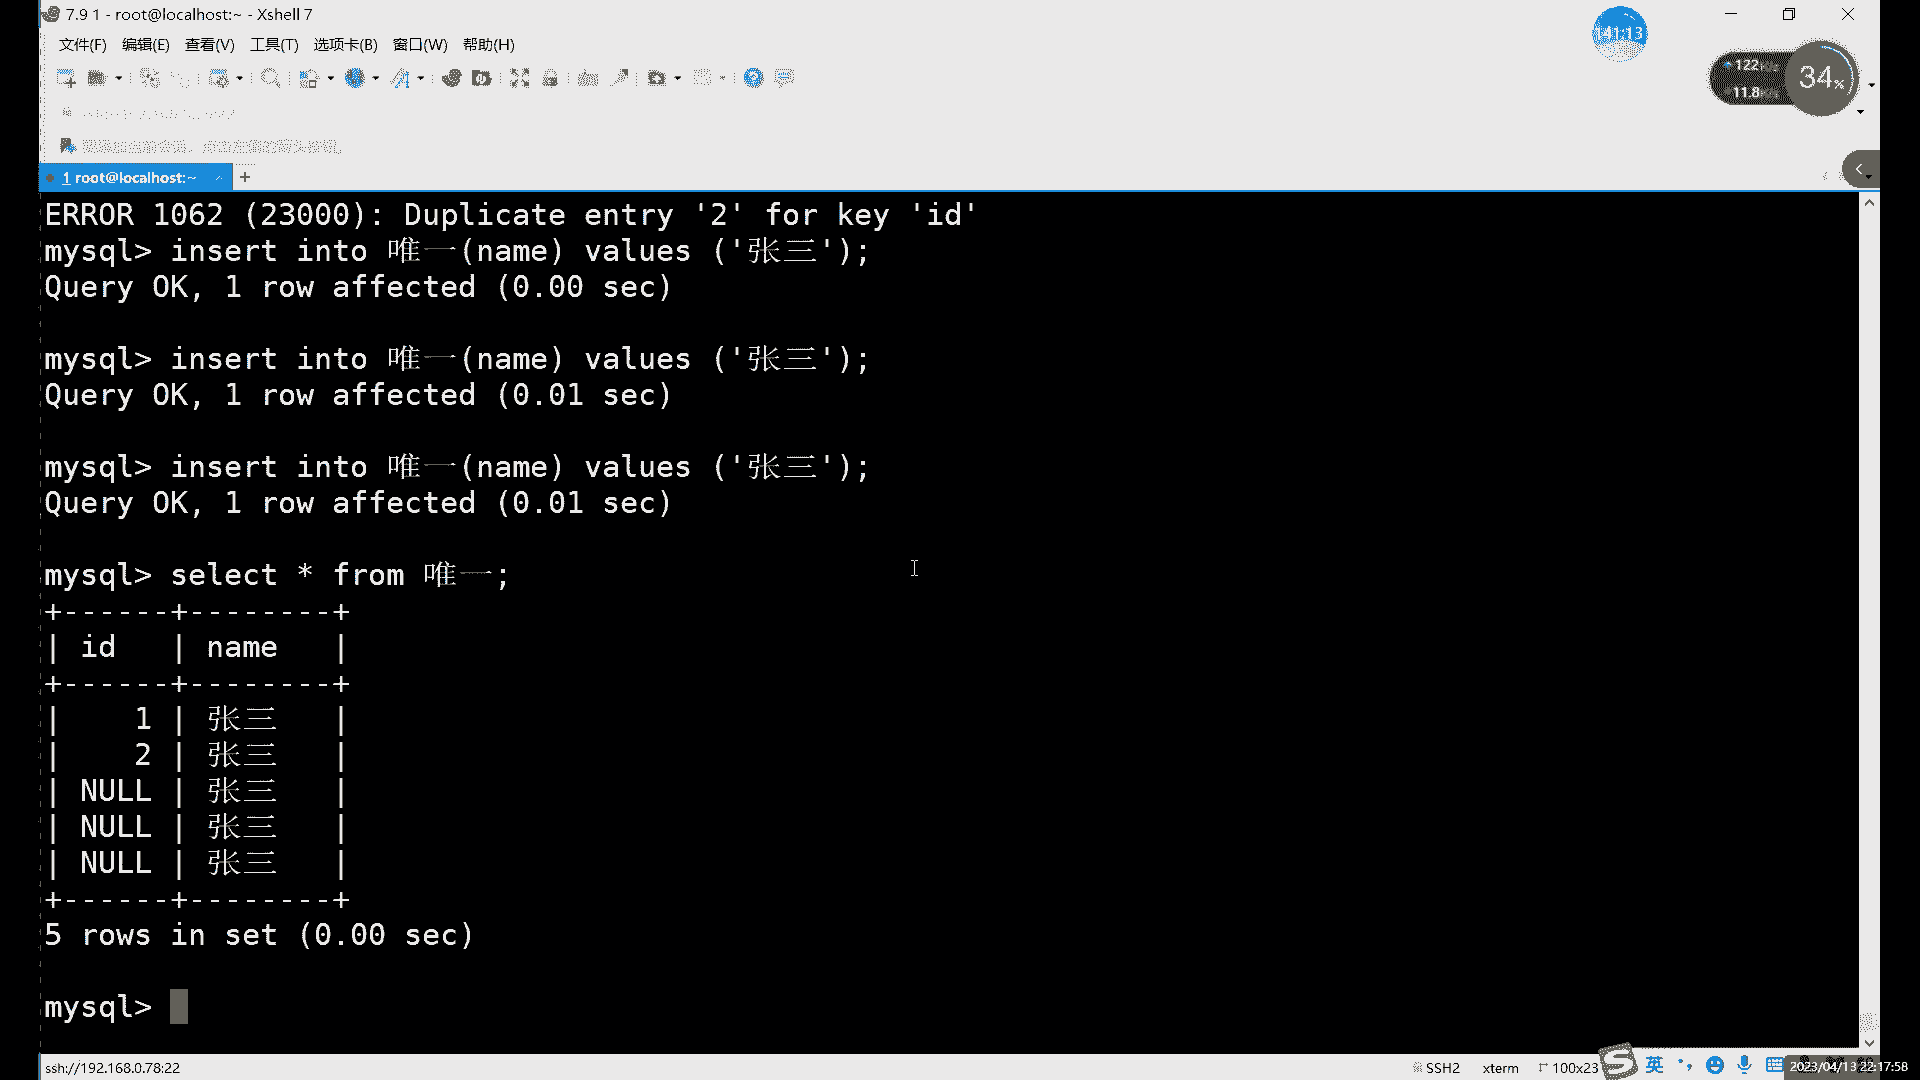 7.9 1 - root@localhost:~ - Xshell 7
文件(F) 编辑(E) 查看(V) 工具(T) 选项卡(B) 窗口(W) 帮助(H)
41:13
122K/s
11.8K/s
34%
1 root@localhost:~
ERROR 1062 (23000): Duplicate entry '2' for key 'id'
mysql> insert into 唯一(name) values ('张三');
Query OK, 1 row affected (0.00 sec)
mysql> insert into 唯一(name) values ('张三');
Query OK, 1 row affected (0.01 sec)
mysql> insert into 唯一(name) values ('张三');
Query OK, 1 row affected (0.01 sec)
mysql> select * from 唯一;
+------+--------+
| id   | name   |
+------+--------+
|    1 | 张三   |
|    2 | 张三   |
| NULL | 张三   |
| NULL | 张三   |
| NULL | 张三   |
+------+--------+
5 rows in set (0.00 sec)
mysql>
ssh://192.168.0.78:22 SSH2 xterm 100x23 英 2023/04/13 22:17:58